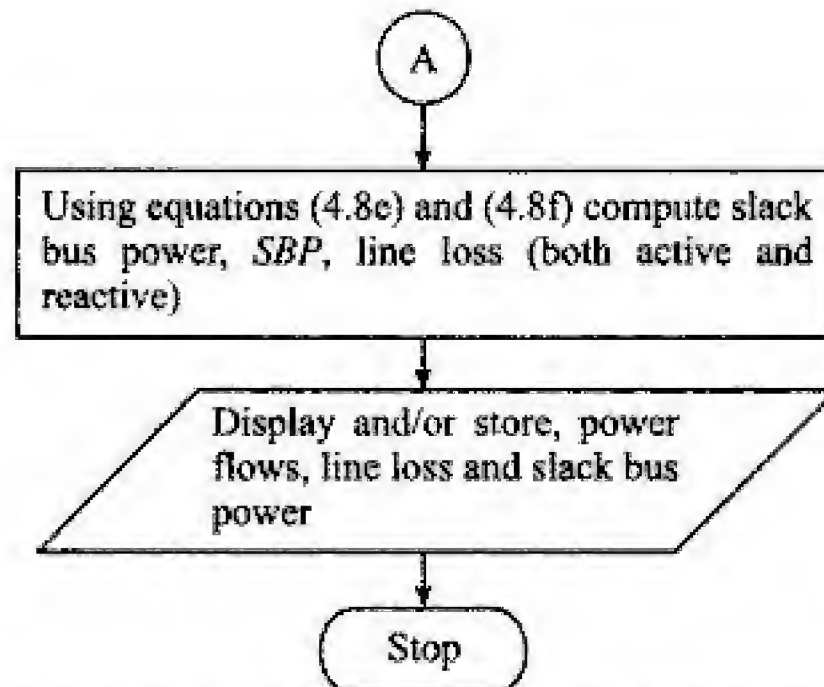 A
Using equations (4.8e) and (4.8f) compute slack
bus power, SBP, line loss (both active and
reactive)
Display and/or store, power
flows, line loss and slack bus
power
Stop